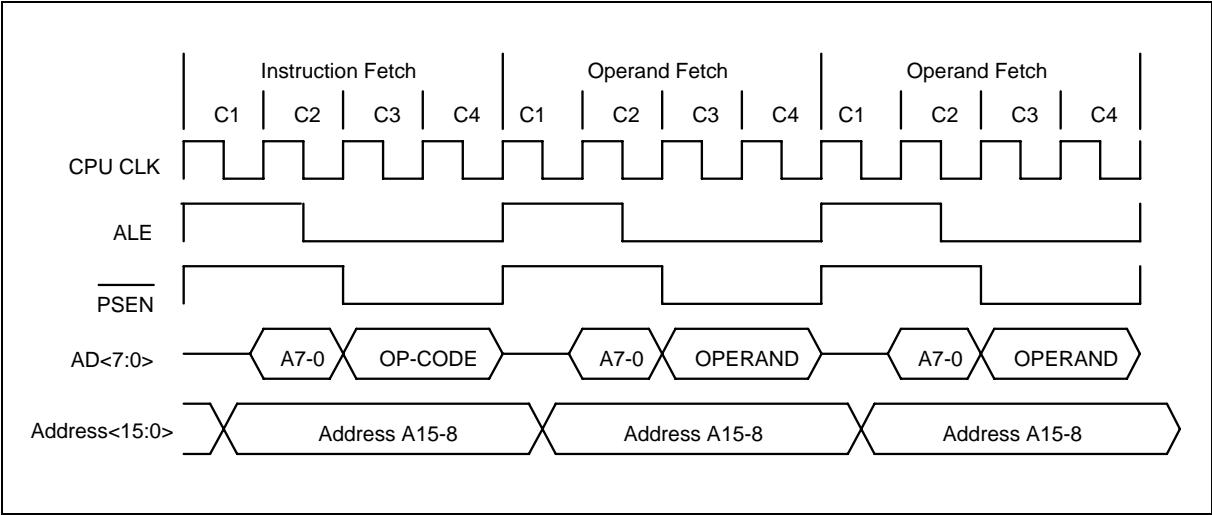 Instruction Fetch Operand Fetch Operand Fetch
C1 C2 C3 C4 C1 C2 C3 C4 C1 C2 C3 C4
CPU CLK
ALE
PSEN
AD<7:0> A7-0 OP-CODE A7-0 OPERAND A7-0 OPERAND
Address<15:0> Address A15-8 Address A15-8 Address A15-8